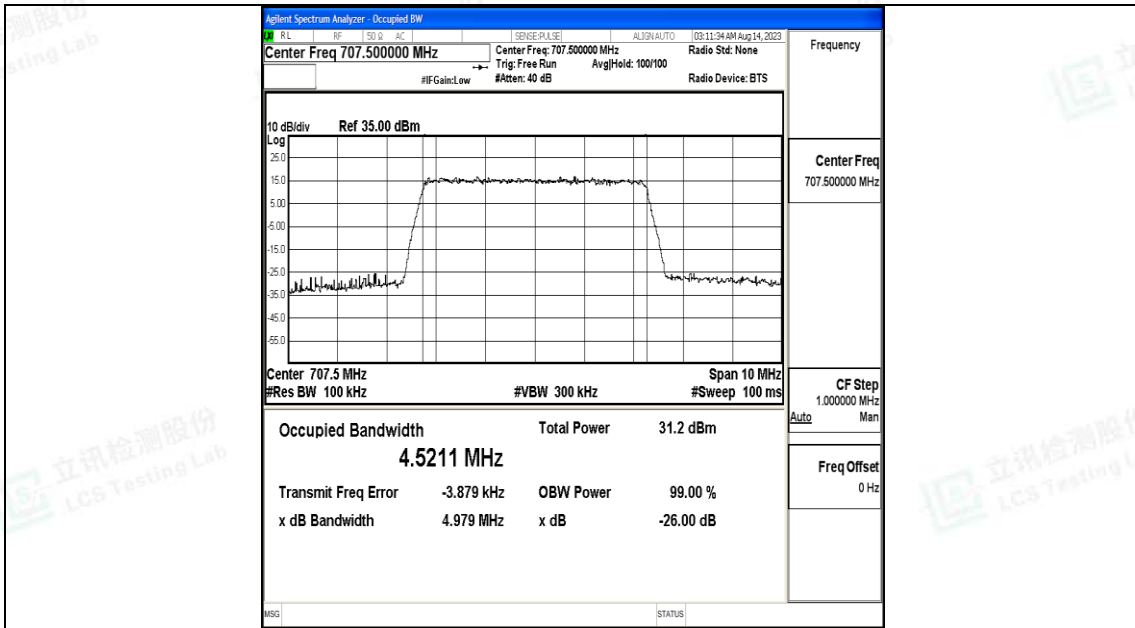 Agilent Spectrum Analyzer - Occupied BW
RL RF 50 Ω AC SENSE:PULSE ALIGN AUTO 03:11:34 AM Aug 14, 2023
Center Freq 707.500000 MHz
Center Freq: 707.500000 MHz
Radio Std: None
Trig: Free Run Avg|Hold: 100/100
#IFGain:Low
#Atten: 40 dB
Radio Device: BTS
Frequency
10 dB/div Ref 35.00 dBm
Log
25.0
15.0
5.00
-5.00
-15.0
-25.0
-35.0
-45.0
-55.0
Center 707.5 MHz Span 10 MHz
#Res BW 100 kHz #VBW 300 kHz #Sweep 100 ms
Center Freq
707.500000 MHz
CF Step
1.000000 MHz
Auto Man
Freq Offset
0 Hz
Occupied Bandwidth Total Power 31.2 dBm
4.5211 MHz
Transmit Freq Error -3.879 kHz OBW Power 99.00 %
x dB Bandwidth 4.979 MHz x dB -26.00 dB
MSG STATUS
立讯检测股份
LCS Testing Lab